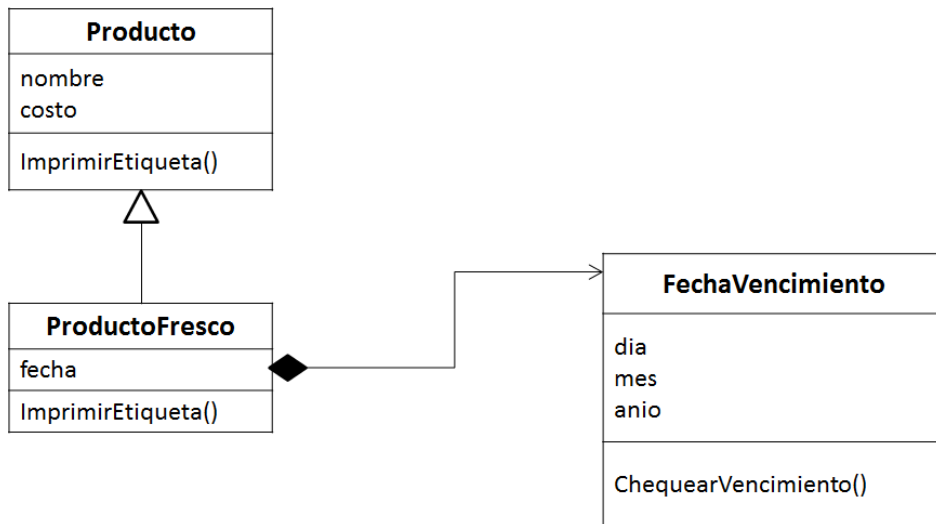 Producto
nombre
costo
ImprimirEtiqueta()
ProductoFresco
fecha
ImprimirEtiqueta()
FechaVencimiento
dia
mes
anio
ChequearVencimiento()